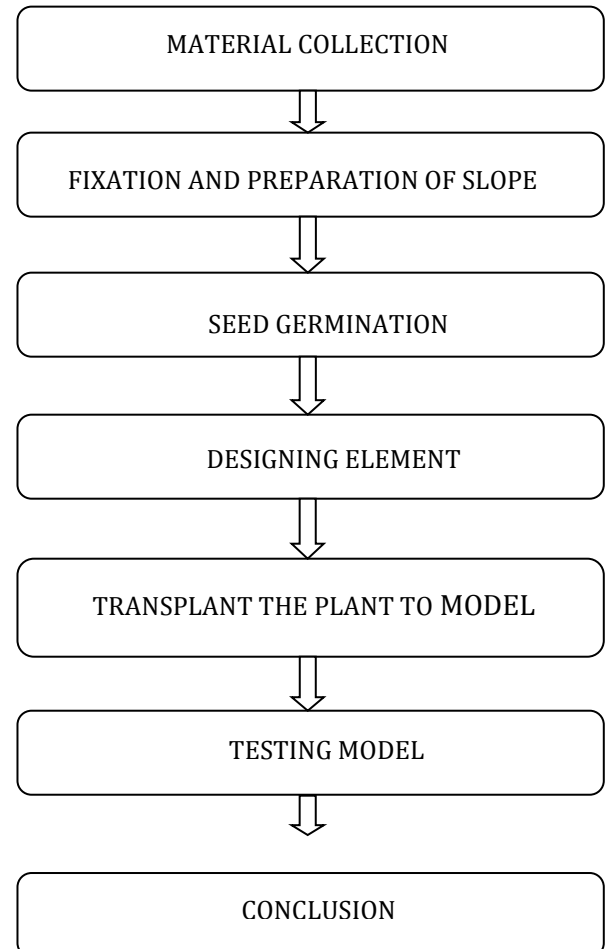 MATERIAL COLLECTION
FIXATION AND PREPARATION OF SLOPE
SEED GERMINATION
DESIGNING ELEMENT
TRANSPLANT THE PLANT TO MODEL
TESTING MODEL
CONCLUSION